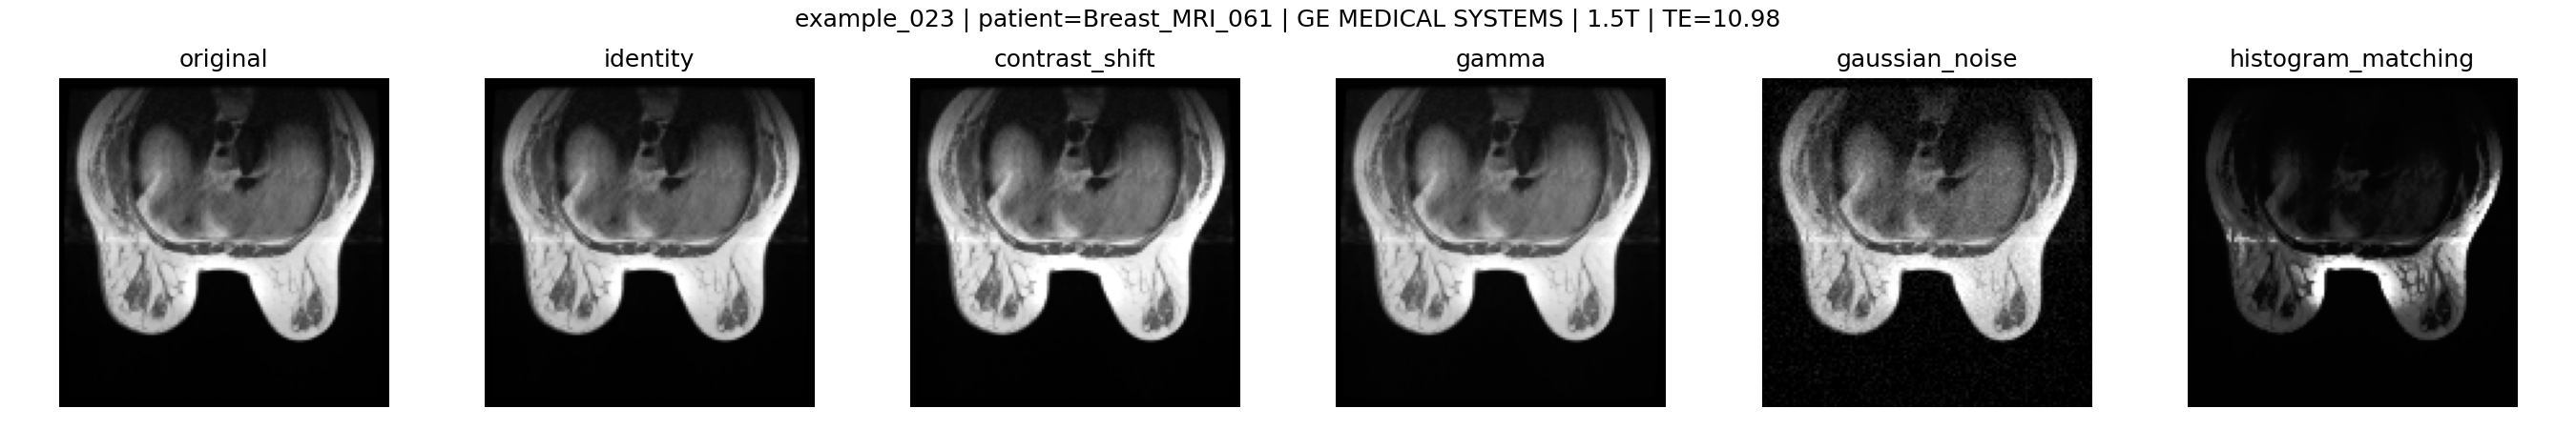 example_023 | patient=Breast_MRI_061 | GE MEDICAL SYSTEMS | 1.5T | TE=10.98
original identity contrast_shift gamma gaussian_noise histogram_matching